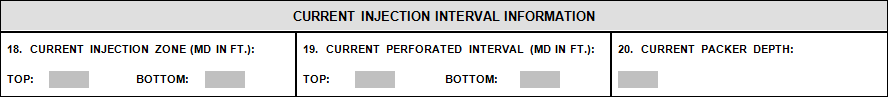 CURRENT INJECTION INTERVAL INFORMATION
18. CURRENT INJECTION ZONE (MD IN FT.):
TOP: BOTTOM:
19. CURRENT PERFORATED INTERVAL (MD IN FT.):
TOP: BOTTOM:
20. CURRENT PACKER DEPTH: